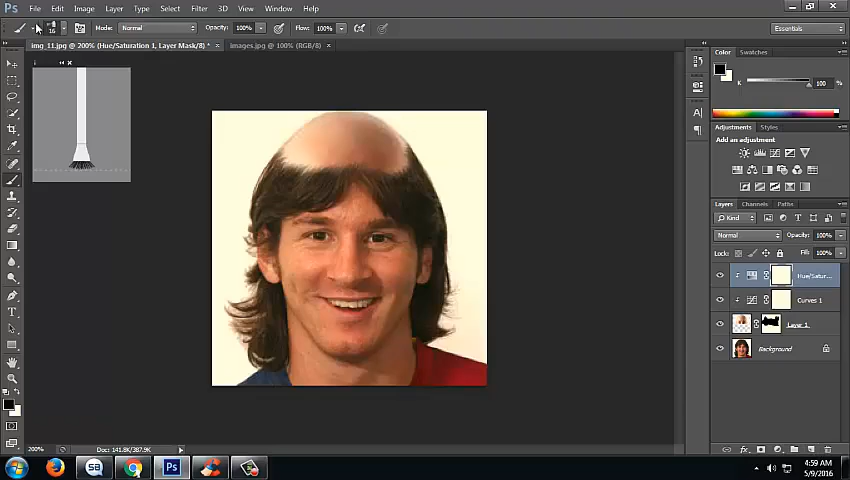 Ps File Edit Image Layer Type Select Filter 3D View Window Help
16 Mode: Normal Opacity: 100% Flow: 100% Essentials
img_11.jpg @ 200% (Hue/Saturation 1, Layer Mask/8) * × images.jpg @ 100% (RGB/8) ×
Color Swatches
K 100 %
Adjustments Styles
Add an adjustment
Layers Channels Paths
Kind
Normal Opacity: 100%
Lock: Fill: 100%
Hue/Satur...
Curves 1
Layer 1
Background
200% Doc: 141.8K/387.9K
Ps
4:59 AM
5/9/2016